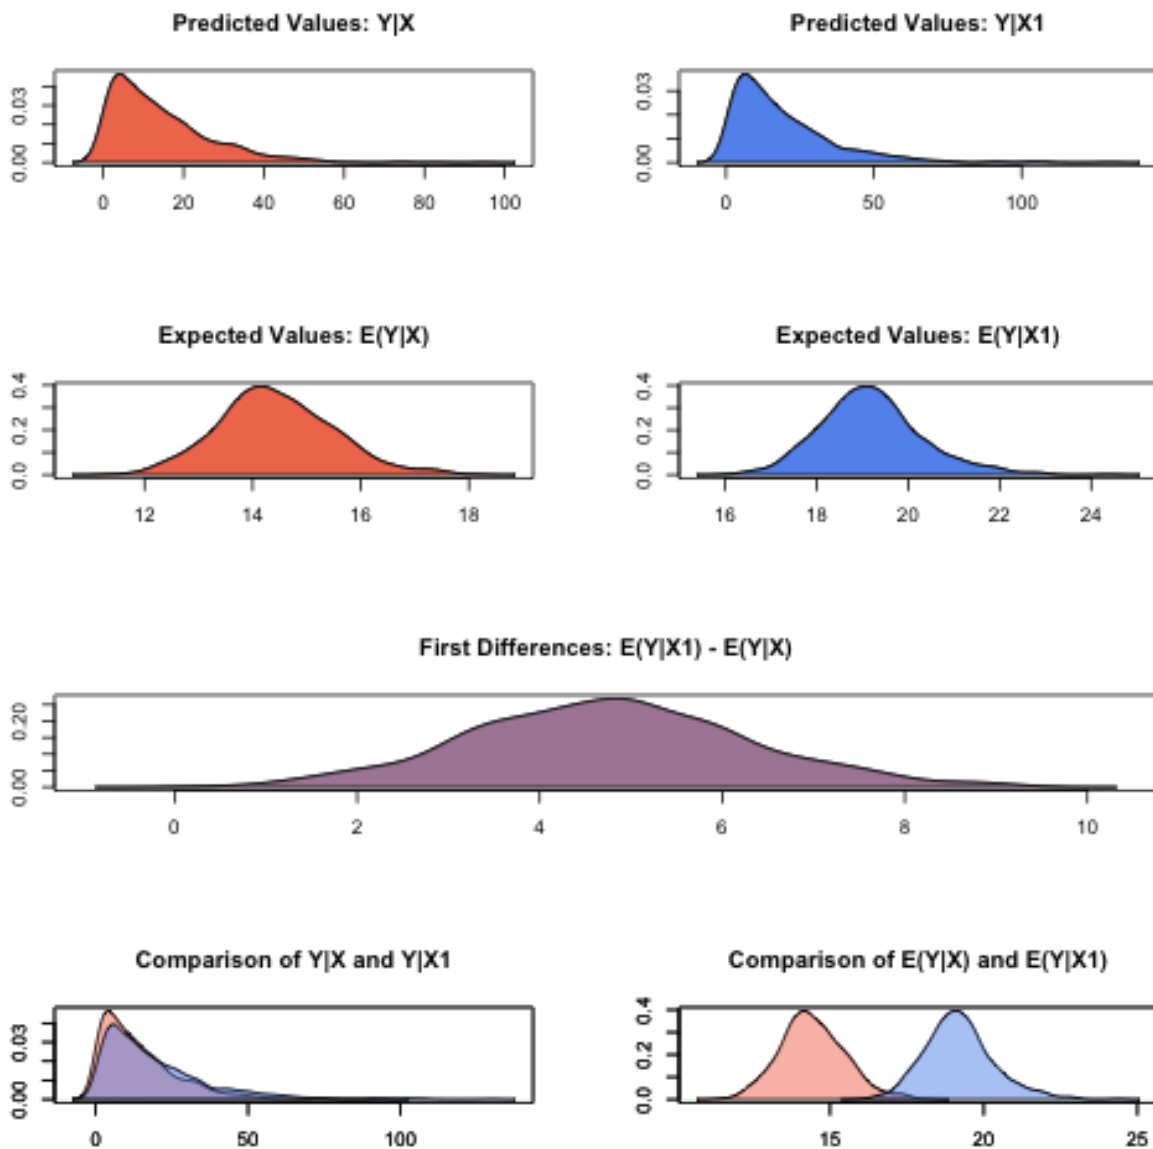 Predicted Values: Y|X
0.00 0.03
0 20 40 60 80 100
Predicted Values: Y|X1
0.00 0.03
0 50 100
Expected Values: E(Y|X)
0.0 0.2 0.4
12 14 16 18
Expected Values: E(Y|X1)
0.0 0.2 0.4
16 18 20 22 24
First Differences: E(Y|X1) - E(Y|X)
0.00 0.20
0 2 4 6 8 10
Comparison of Y|X and Y|X1
0.00 0.03
0 50 100
Comparison of E(Y|X) and E(Y|X1)
0.0 0.2 0.4
15 20 25